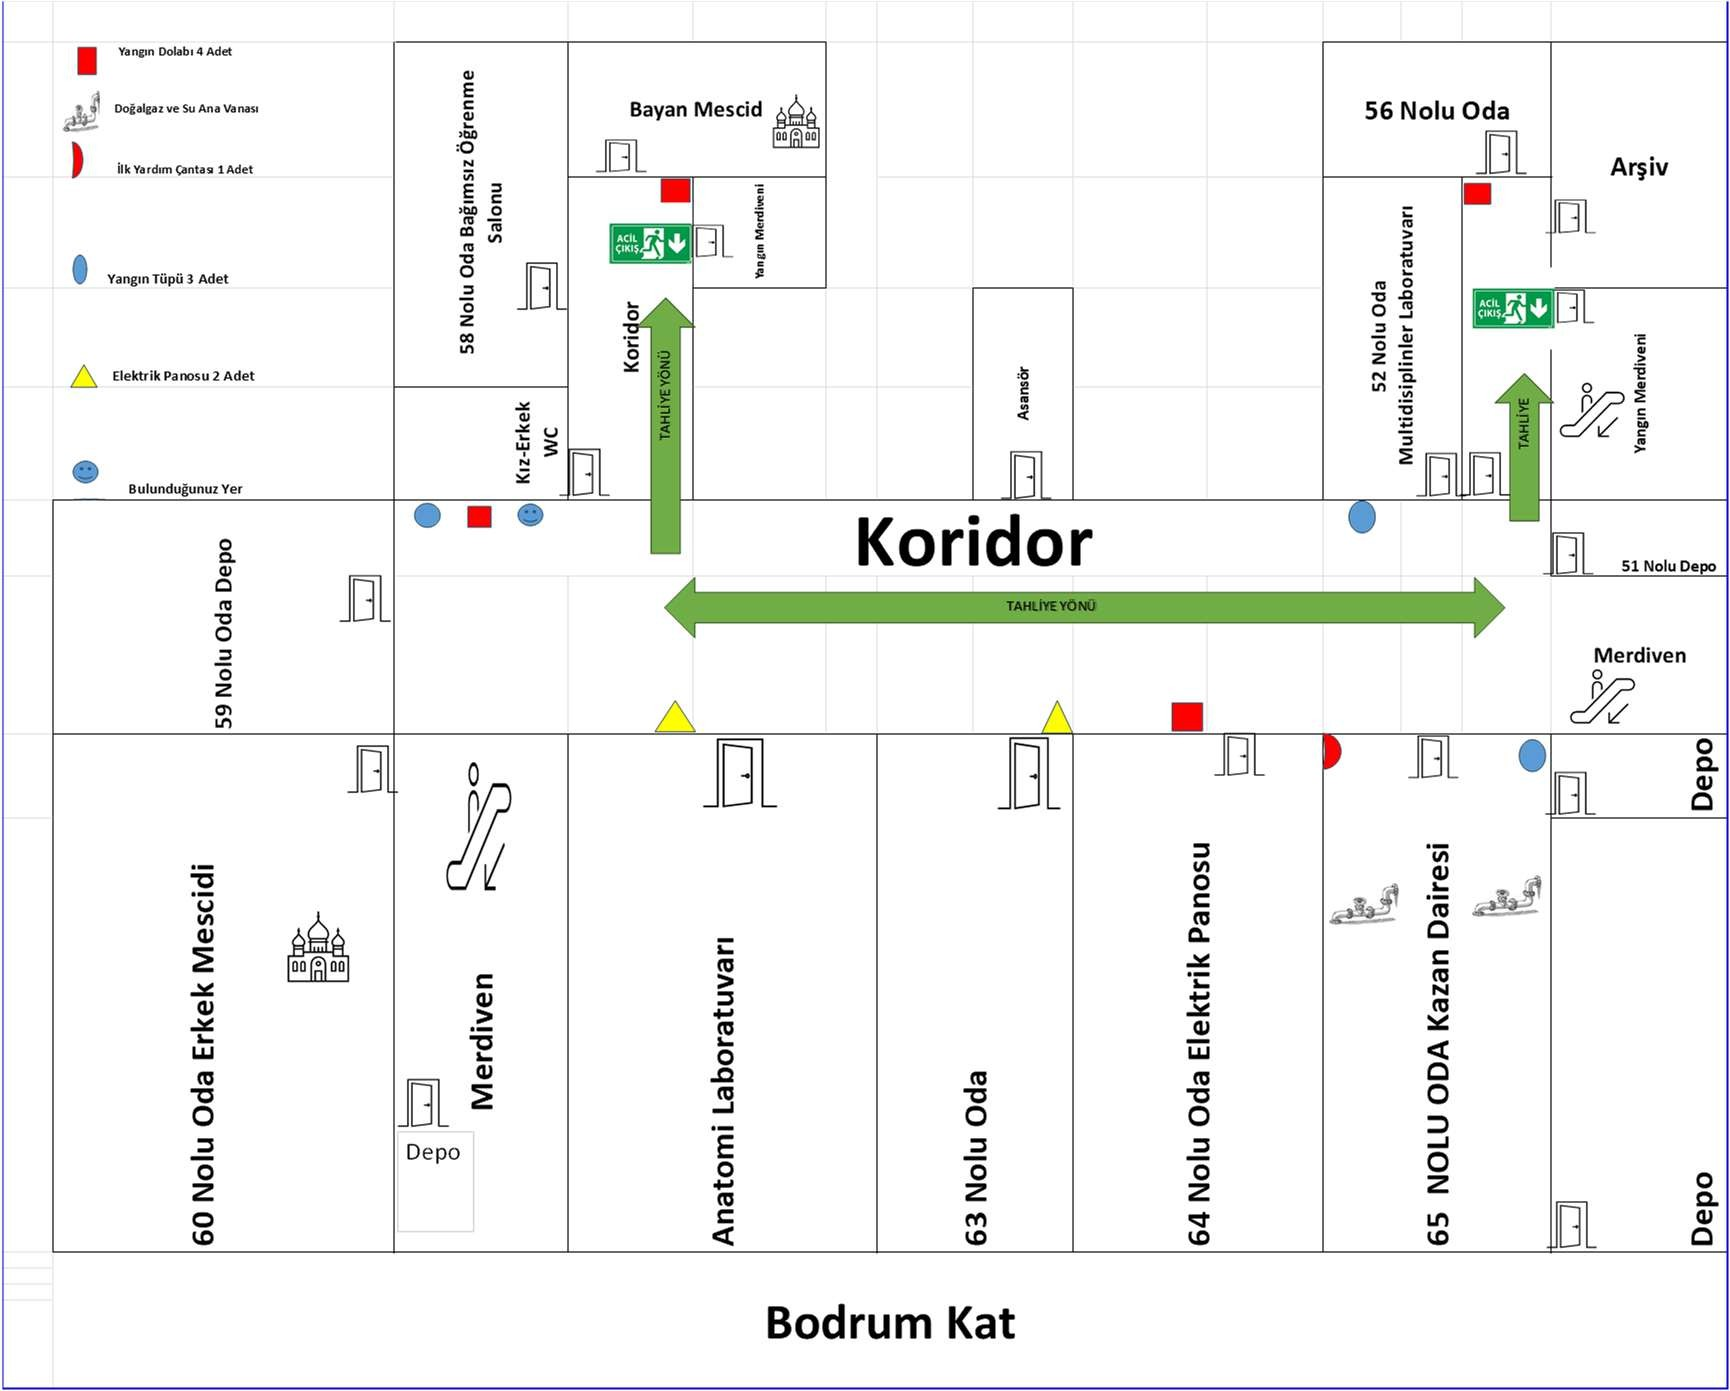 Yangın Dolabı 4 Adet
Doğalgaz ve Su Ana Vanası
İlk Yardım Çantası 1 Adet
Yangın Tüpü 3 Adet
Elektrik Panosu 2 Adet
Bulunduğunuz Yer
58 Nolu Oda Bağımsız Öğrenme
Salonu
Bayan Mescid
ACİL
ÇIKIŞ
Yangın Merdiveni
Koridor
TAHLİYE YÖNÜ
Kız-Erkek
WC
Asansör
56 Nolu Oda
Arşiv
52 Nolu Oda
Multidisiplinler Laboratuvarı
ACİL
ÇIKIŞ
TAHLİYE
Yangın Merdiveni
59 Nolu Oda Depo
Koridor
51 Nolu Depo
TAHLİYE YÖNÜ
Merdiven
60 Nolu Oda Erkek Mescidi
Merdiven
Depo
Anatomi Laboratuvarı
63 Nolu Oda
64 Nolu Oda Elektrik Panosu
65 NOLU ODA Kazan Dairesi
Depo
Depo
Bodrum Kat